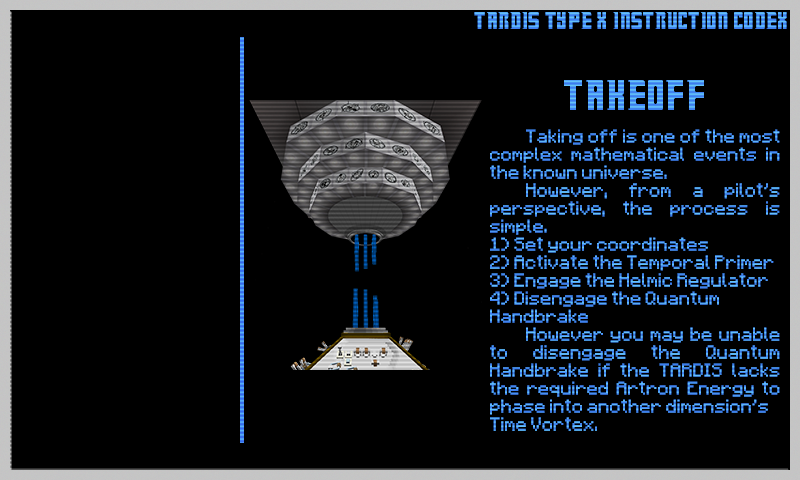 TARDIS TYPE X INSTRUCTION CODEX
TAKEOFF
Taking off is one of the most
complex mathematical events in
the known universe.
However, from a pilot's
perspective, the process is
simple.
1) Set your coordinates
2) Activate the Temporal Primer
3) Engage the Helmic Regulator
4) Disengage the Quantum
Handbrake
However you may be unable
to disengage the Quantum
Handbrake if the TARDIS lacks
the required Artron Energy to
phase into another dimension's
Time Vortex.